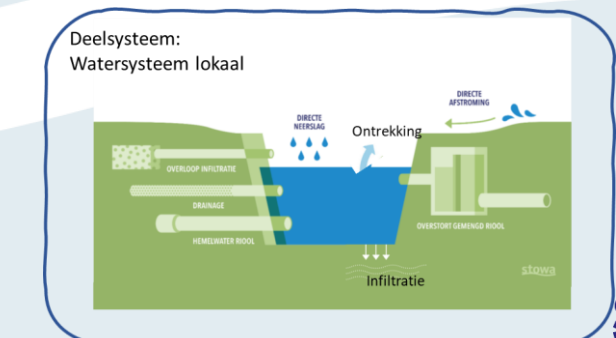 Deelsysteem:
Watersysteem lokaal
DIRECTE
AFSTROMING
DIRECTE
NEERSLAG
Ontrekking
OVERLOOP INFILTRATIE
DRAINAGE
HEMELWATER RIOOL
OVERSTORT GEMENGD RIOOL
stowa
Infiltratie